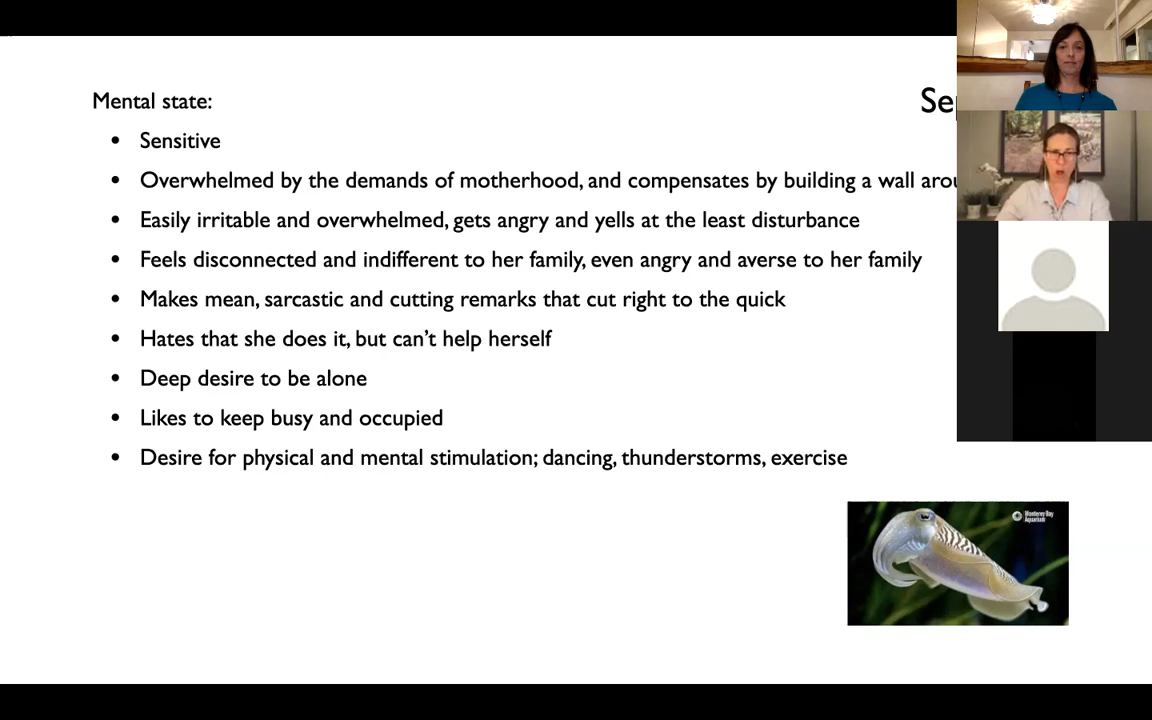 Mental state:
Se
• Sensitive
• Overwhelmed by the demands of motherhood, and compensates by building a wall
• Easily irritable and overwhelmed, gets angry and yells at the least disturbance
• Feels disconnected and indifferent to her family, even angry and averse to her family
• Makes mean, sarcastic and cutting remarks that cut right to the quick
• Hates that she does it, but can’t help herself
• Deep desire to be alone
• Likes to keep busy and occupied
• Desire for physical and mental stimulation; dancing, thunderstorms, exercise
Monterey Bay
Aquarium